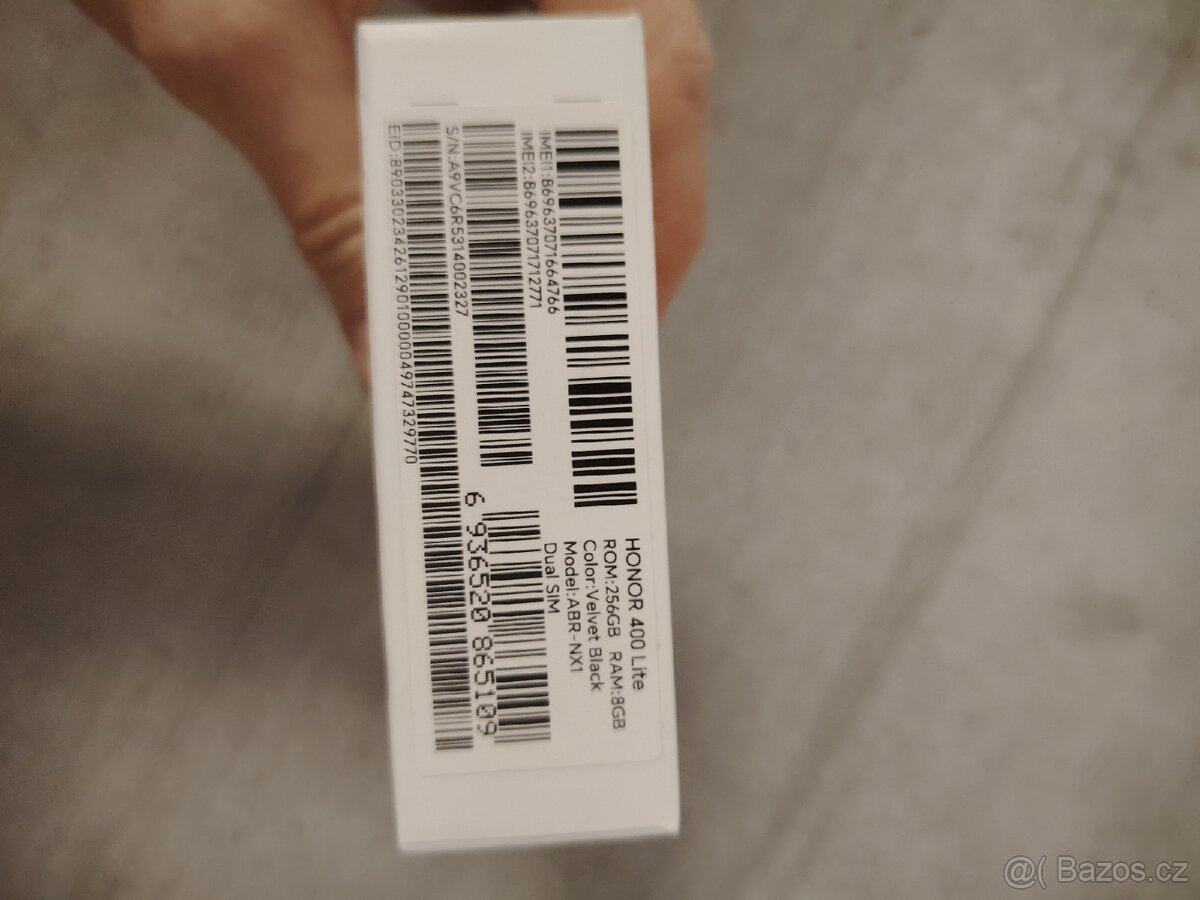 HONOR 400 Lite
ROM:256GB RAM:8GB
Color:Velvet Black
Model:ABR-NX1
Dual SIM
IMEI1:869637071664766
IMEI2:869637071712771
S/N:A9VC6R5314002327
6 936520 865109
EID:89033023426129010000049747329770
@( Bazos.cz